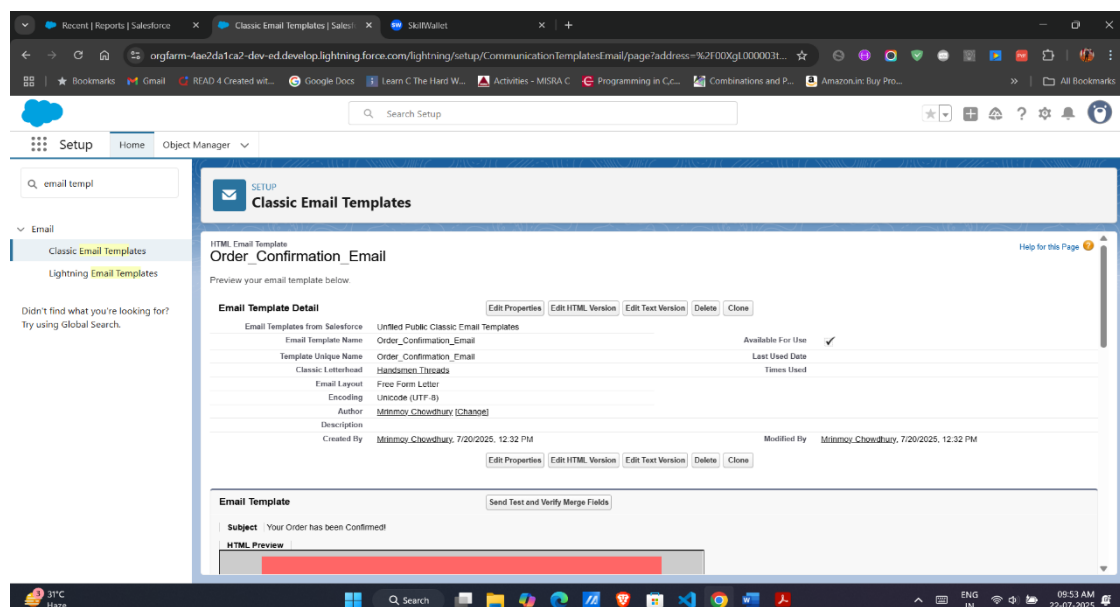 Recent | Reports | Salesforce
Classic Email Templates | Salesf
SkillWallet
orgfarm-4ae2da1ca2-dev-ed.develop.lightning.force.com/lightning/setup/CommunicationTemplatesEmail/page?address=%2F00XgL000003t...
Bookmarks Gmail READ 4 Created wit... Google Docs Learn C The Hard W... Activities - MISRA C Programming in C,c... Combinations and P... Amazon.in: Buy Pro... » All Bookmarks
Search Setup
Setup Home Object Manager
email templ
SETUP
Classic Email Templates
Email
Classic Email Templates
Lightning Email Templates
Didn't find what you're looking for?
Try using Global Search.
HTML Email Template
Order_Confirmation_Email
Help for this Page
Preview your email template below.
Email Template Detail Edit Properties Edit HTML Version Edit Text Version Delete Clone
Email Templates from Salesforce Unfiled Public Classic Email Templates
Email Template Name Order_Confirmation_Email Available For Use ✓
Template Unique Name Order_Confirmation_Email Last Used Date
Classic Letterhead Handsmen Threads Times Used
Email Layout Free Form Letter
Encoding Unicode (UTF-8)
Author Mrinmoy Chowdhury [Change]
Description
Created By Mrinmoy Chowdhury, 7/20/2025, 12:32 PM Modified By Mrinmoy Chowdhury, 7/20/2025, 12:32 PM
Edit Properties Edit HTML Version Edit Text Version Delete Clone
Email Template Send Test and Verify Merge Fields
Subject Your Order has been Confirmed!
HTML Preview
3
31°C
Haze
Search
ENG
IN
09:53 AM
22-07-2025